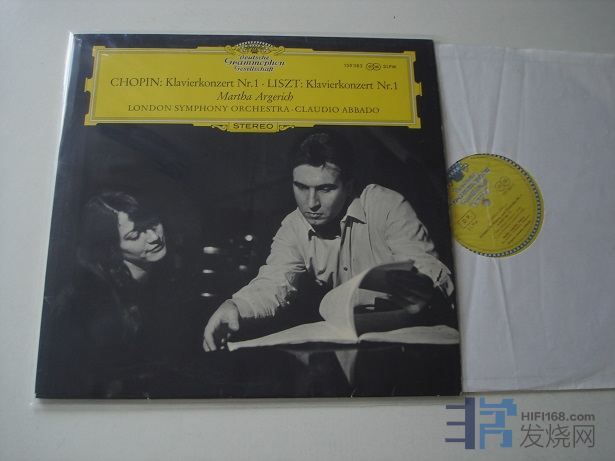 Deutsche
Grammophon
Gesellschaft
SLPM
CHOPIN: Klavierkonzert Nr.1 · LISZT: Klavierkonzert Nr.1
Martha Argerich
LONDON SYMPHONY ORCHESTRA · CLAUDIO ABBADO
STEREO
HIFI168.com
发烧网